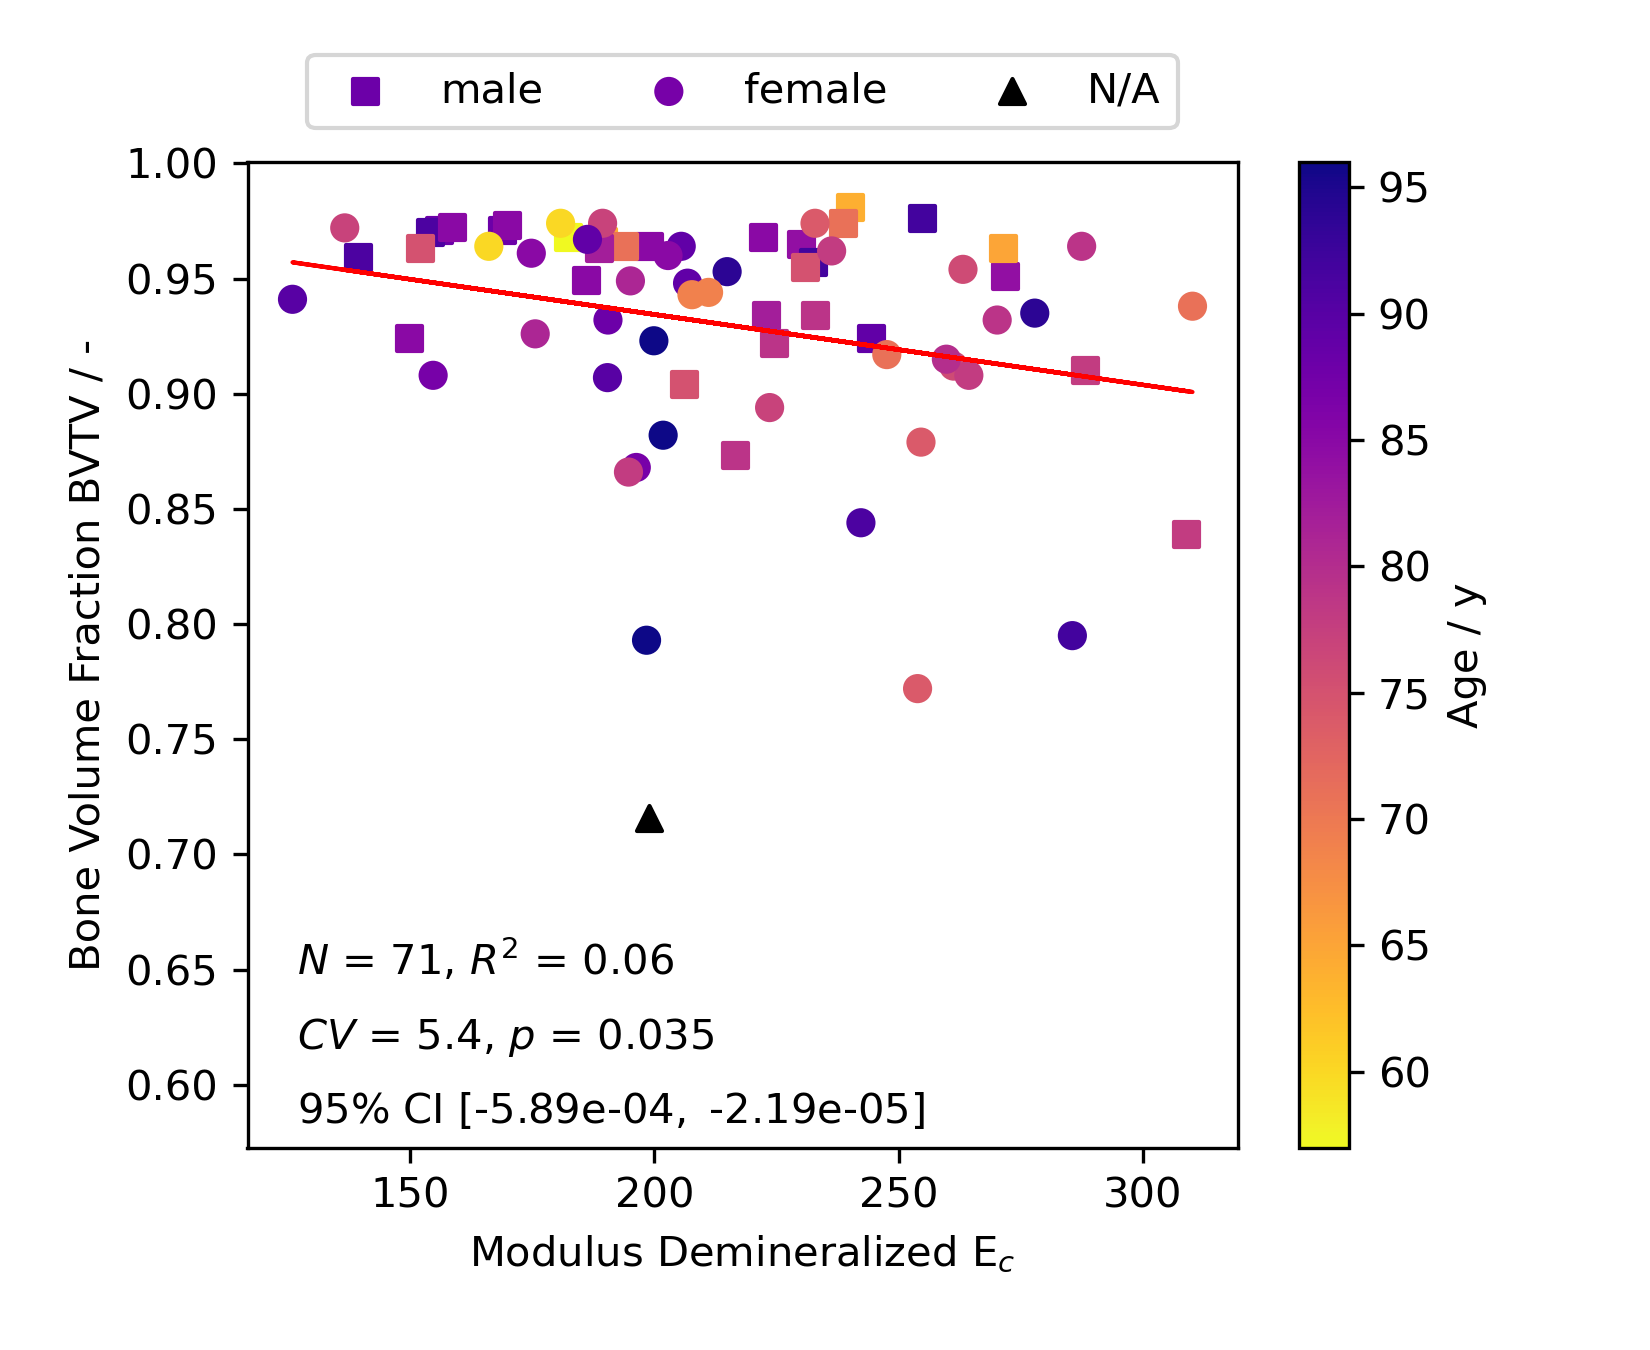 male female N/A
1.00
0.95
0.90
0.85
0.80
0.75
0.70
0.65
0.60
Bone Volume Fraction BVTV / -
N = 71, R² = 0.06
CV = 5.4, p = 0.035
95% CI [-5.89e-04, -2.19e-05]
150 200 250 300
Modulus Demineralized E_c
95
90
85
80
75
70
65
60
Age / y